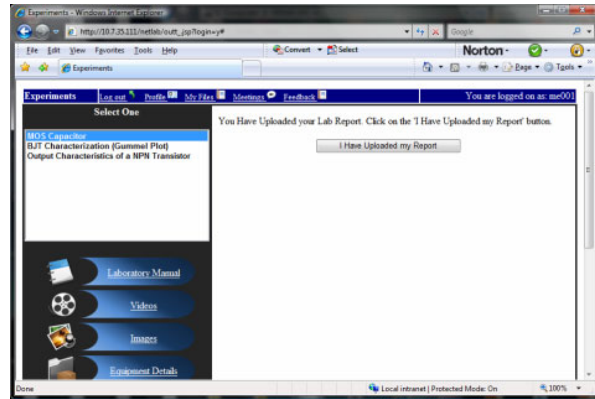 Experiments - Windows Internet Explorer
http://10.7.35.111/netlab/outt_jsp?login=y#
Google
File Edit View Favorites Tools Help
Convert Select
Norton
Experiments
Page Tools
Experiments Log out Profile My Files Meetings Feedback You are logged on as: me001
Select One
You Have Uploaded your Lab Report. Click on the 'I Have Uploaded my Report' button.
I Have Uploaded my Report
MOS Capacitor
BJT Characterization (Gummel Plot)
Output Characteristics of a NPN Transistor
Laboratory Manual
Videos
Images
Equipment Details
Done Local intranet | Protected Mode: On 100%